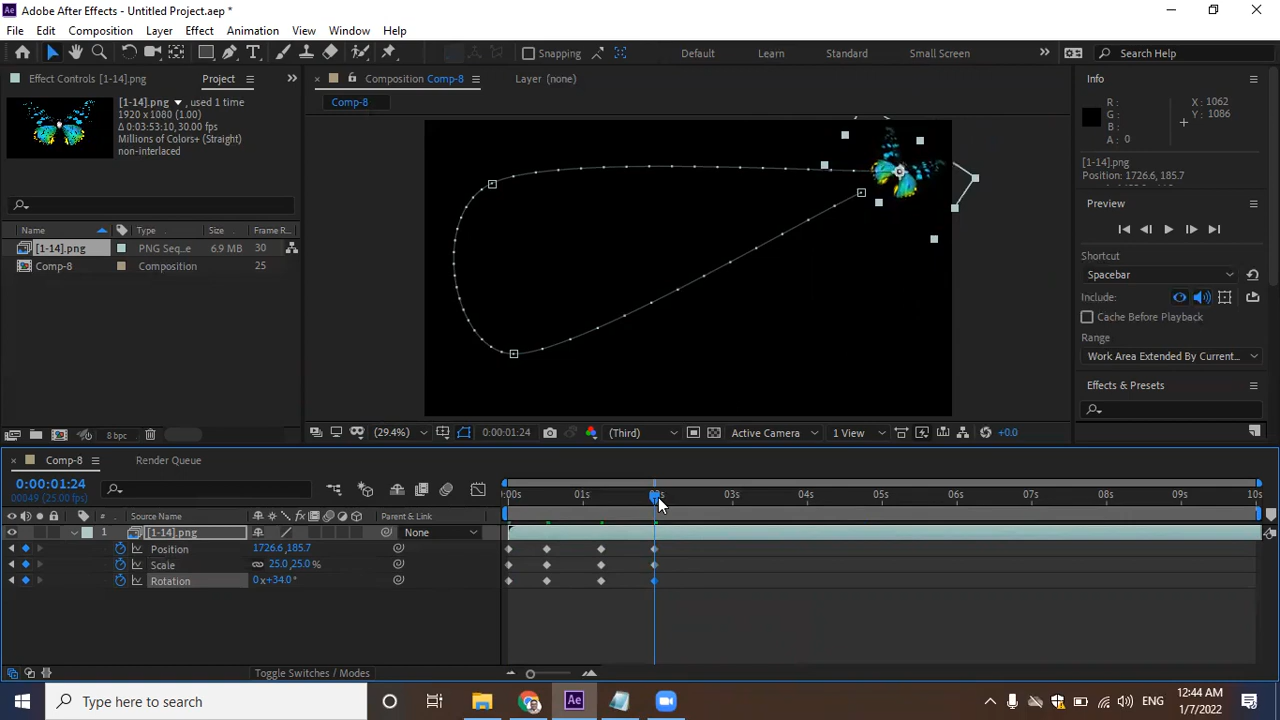 Adobe After Effects - Untitled Project.aep *
File Edit Composition Layer Effect Animation View Window Help
Snapping Default Learn Standard Small Screen Search Help
Effect Controls [1-14].png Project
[1-14].png , used 1 time
1920 x 1080 (1.00)
Δ 0:03:53:10, 30.00 fps
Millions of Colors+ (Straight)
non-interlaced
Name Type Size Frame R...
[1-14].png PNG Seq...e 6.9 MB 30
Comp-8 Composition 25
8 bpc
Composition Comp-8 Layer (none)
Comp-8
(29.4%) 0:00:01:24 (Third) Active Camera 1 View +0.0
Info
R : X : 1062
G : Y : 1086
B :
A : 0
[1-14].png
Position: 1726.6, 185.7
Preview
Shortcut
Spacebar
Include:
Cache Before Playback
Range
Work Area Extended By Current...
Effects & Presets
Comp-8 Render Queue
0:00:01:24
00049 (25.00 fps)
:00s 01s 02s 03s 04s 05s 06s 07s 08s 09s 10s
# Source Name Parent & Link
1 [1-14].png None
Position 1726.6,185.7
Scale 25.0,25.0%
Rotation 0x+34.0°
Toggle Switches / Modes
Type here to search
ENG
12:44 AM
1/7/2022